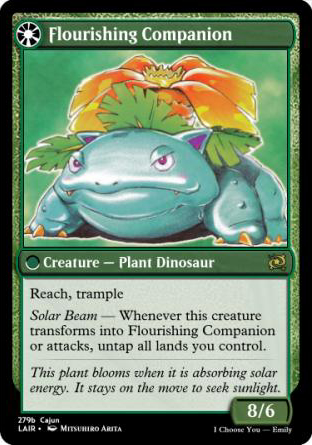 Flourishing Companion
Creature — Plant Dinosaur
Reach, trample
Solar Beam — Whenever this creature
transforms into Flourishing Companion
or attacks, untap all lands you control.
This plant blooms when it is absorbing solar
energy. It stays on the move to seek sunlight.
8/6
279b Cajun
LAIR • Mitsuhiro Arita
I Choose You — Emily